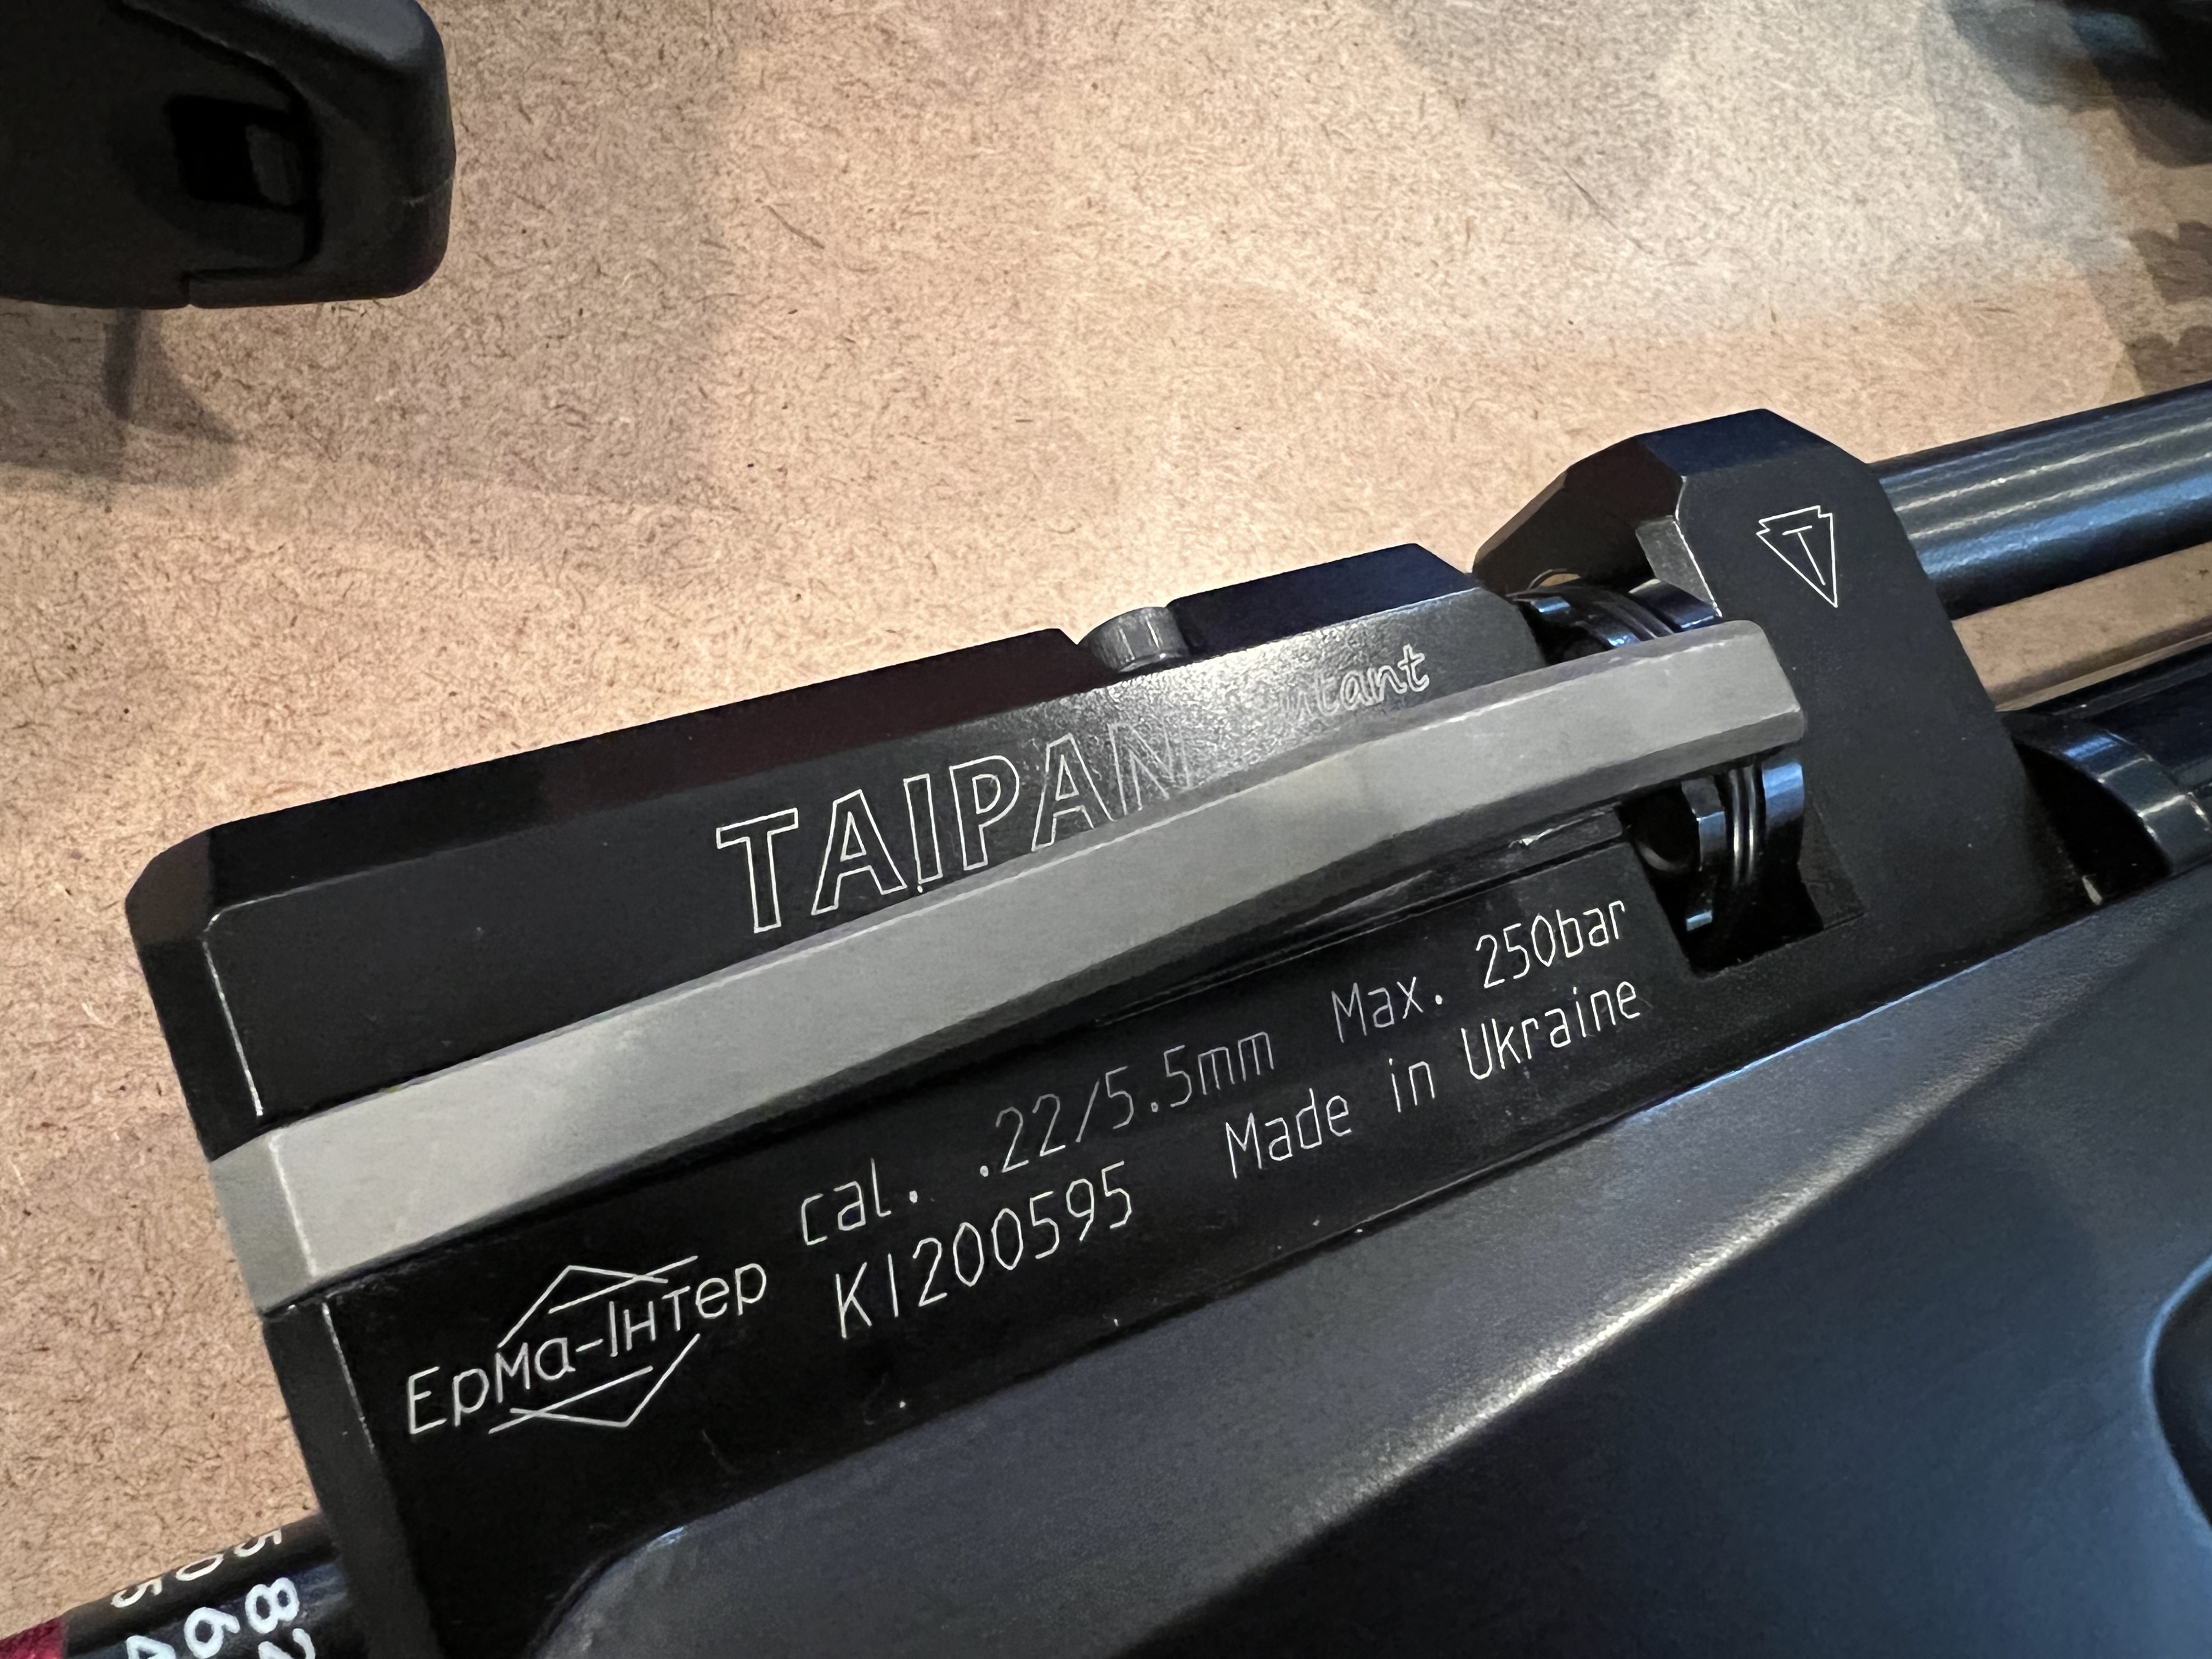 TAIPAN
T
cal. .22/5.5mm Max. 250bar
KI200595 Made in Ukraine
Ерма-Інтер